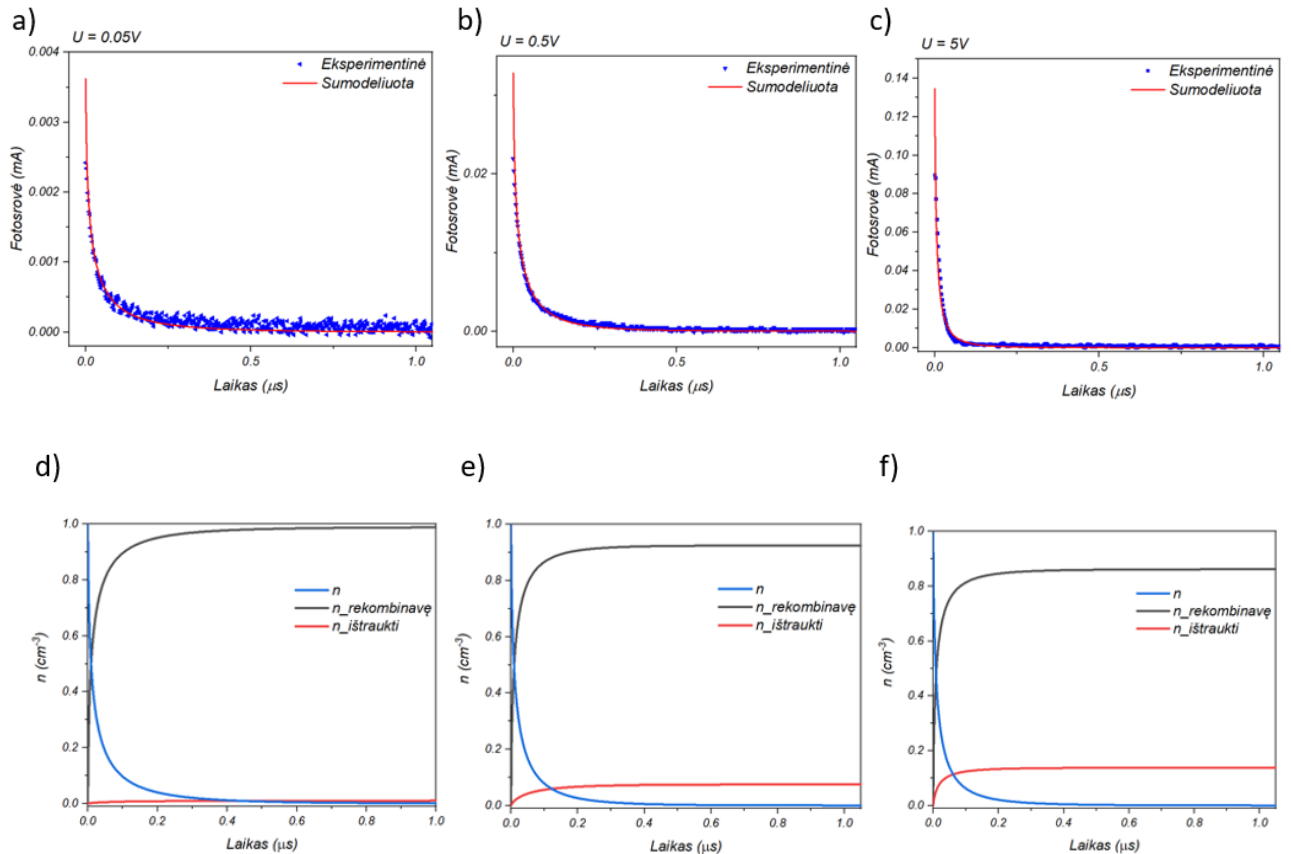 a)
U = 0.05V
0.004
0.003
0.002
0.001
0.000
Fotosrovė (mA)
Eksperimentinė
Sumodeliuota
0.0
0.5
1.0
Laikas (μs)
b)
U = 0.5V
0.02
0.00
Fotosrovė (mA)
Eksperimentinė
Sumodeliuota
0.0
0.5
1.0
Laikas (μs)
c)
U = 5V
0.14
0.12
0.10
0.08
0.06
0.04
0.02
0.00
Fotosrovė (mA)
Eksperimentinė
Sumodeliuota
0.0
0.5
1.0
Laikas (μs)
d)
1.0
0.8
0.6
0.4
0.2
0.0
n (cm⁻³)
n
n_rekombinavę
n_ištraukti
0.0
0.2
0.4
0.6
0.8
1.0
Laikas (μs)
e)
1.0
0.8
0.6
0.4
0.2
0.0
n (cm⁻³)
n
n_rekombinavę
n_ištraukti
0.0
0.2
0.4
0.6
0.8
1.0
Laikas (μs)
f)
1.0
0.8
0.6
0.4
0.2
0.0
n (cm⁻³)
n
n_rekombinavę
n_ištraukti
0.0
0.2
0.4
0.6
0.8
1.0
Laikas (μs)